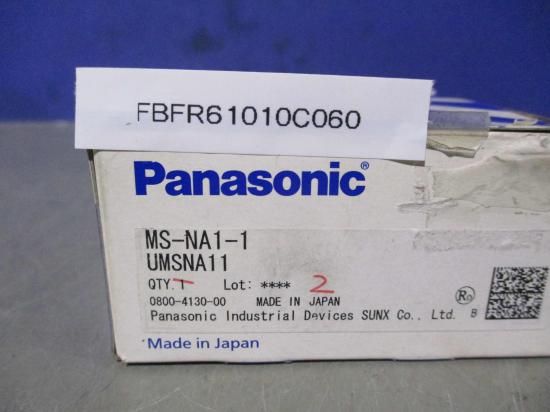 FBFR61010C060
Panasonic®
MS-NA1-1
UMSNA11
QTY.1 Lot: **** 2
0800-4130-00 MADE IN JAPAN
Panasonic Industrial Devices SUNX Co., Ltd. B
Made in Japan